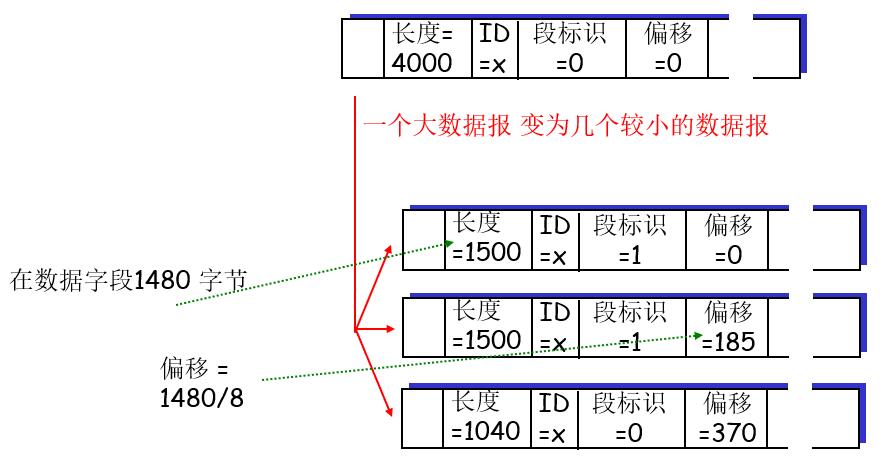 长度= ID 段标识 偏移
4000 =x =0 =0
一个大数据报 变为几个较小的数据报
长度 ID 段标识 偏移
=1500 =x =1 =0
在数据字段1480 字节
长度 ID 段标识 偏移
=1500 =x =1 =185
偏移 =
1480/8
长度 ID 段标识 偏移
=1040 =x =0 =370